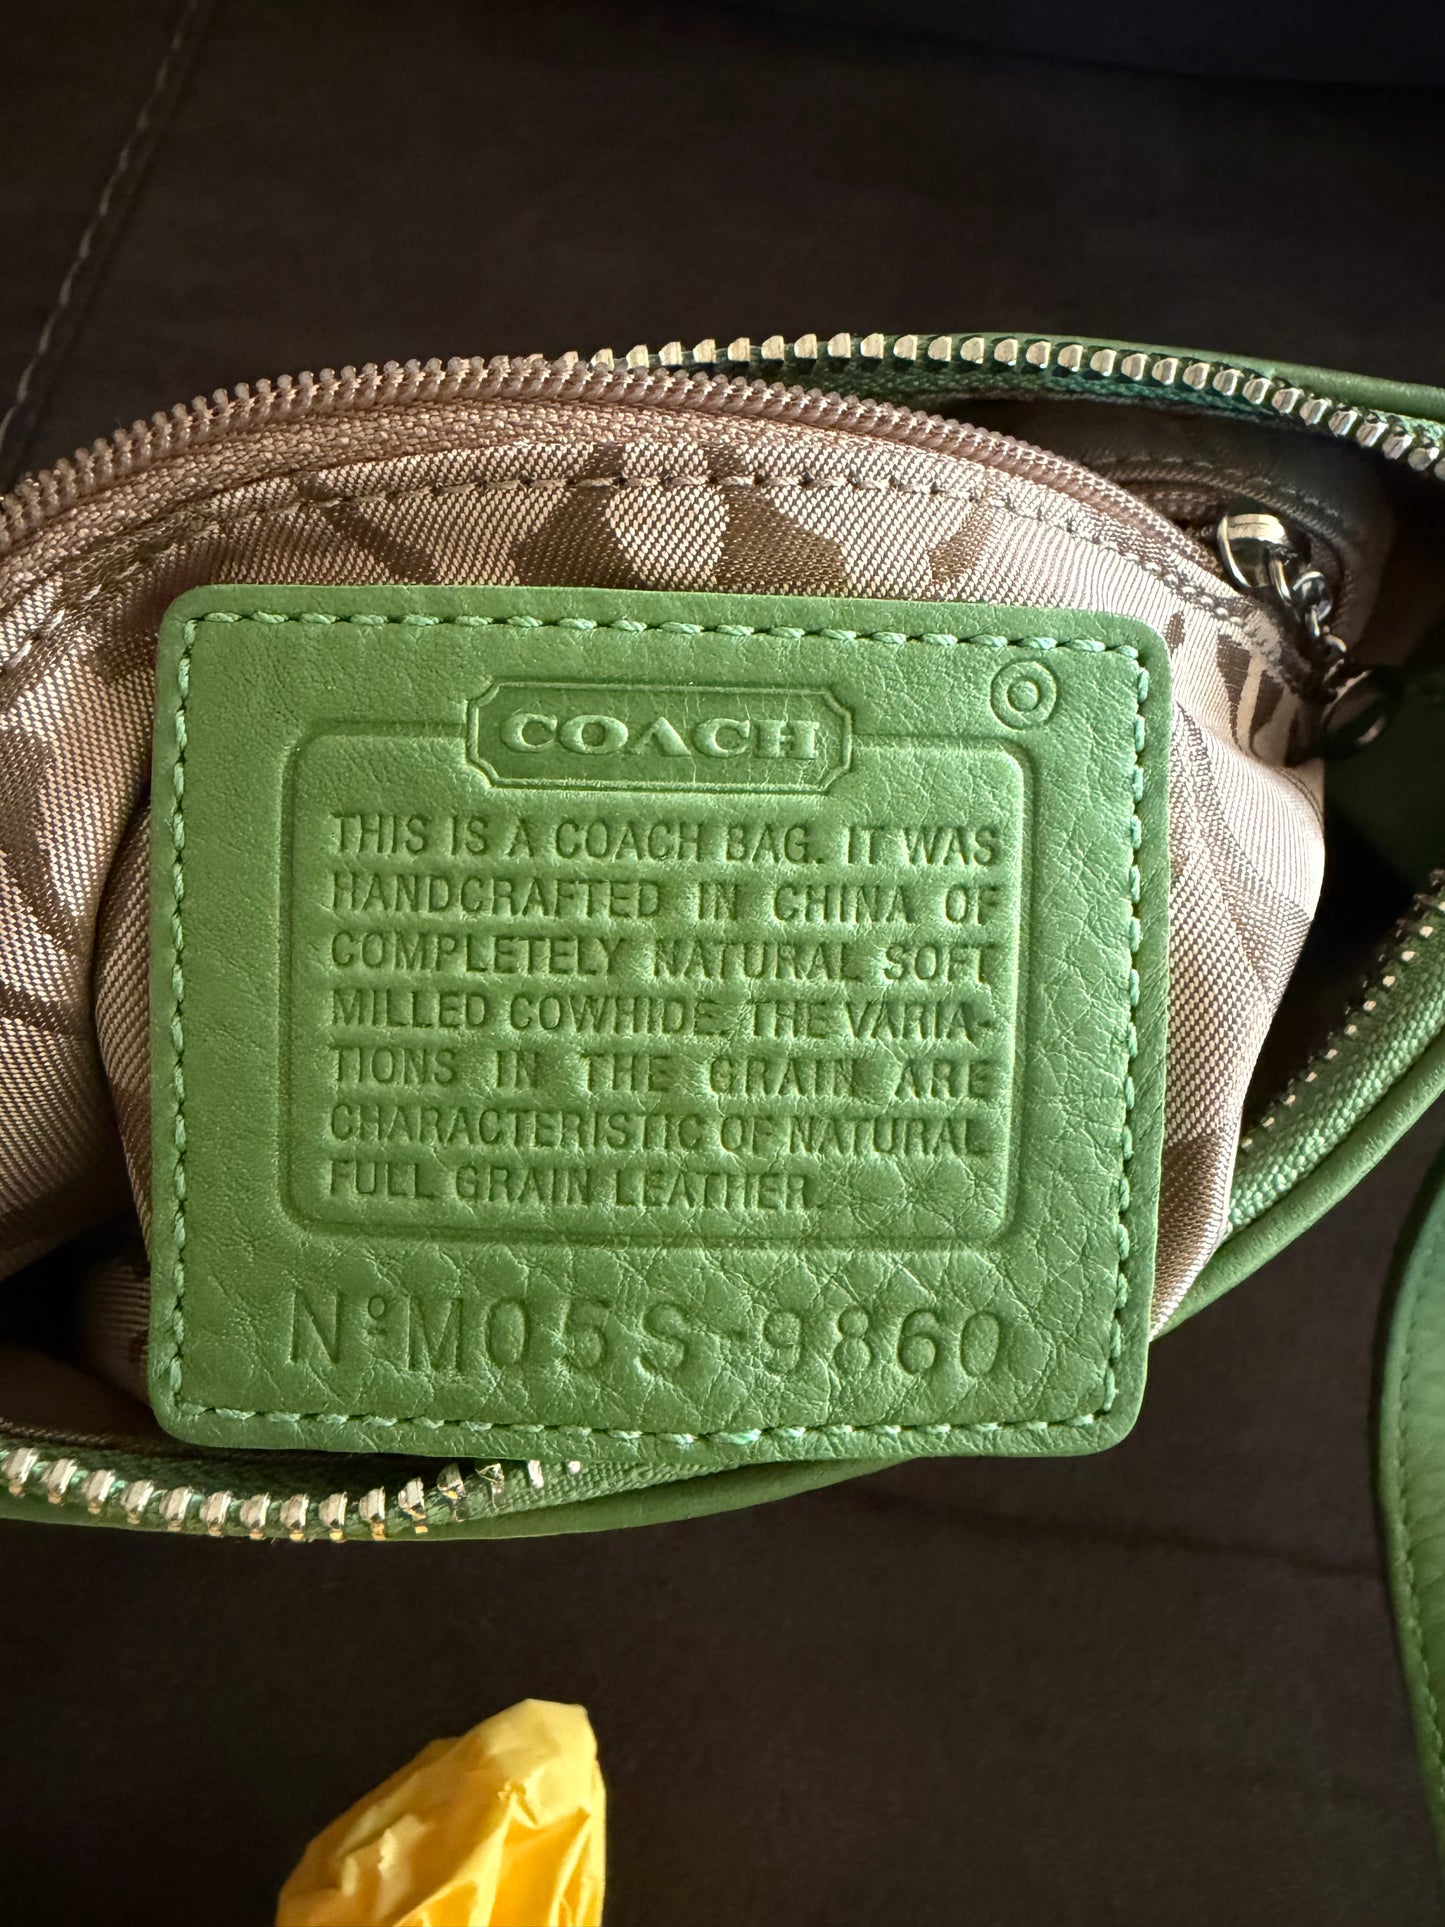 COACH
THIS IS A COACH BAG. IT WAS
HANDCRAFTED IN CHINA OF
COMPLETELY NATURAL SOFT
MILLED COWHIDE. THE VARIA-
TIONS IN THE GRAIN ARE
CHARACTERISTIC OF NATURAL
FULL GRAIN LEATHER.
Nº M05S-9860